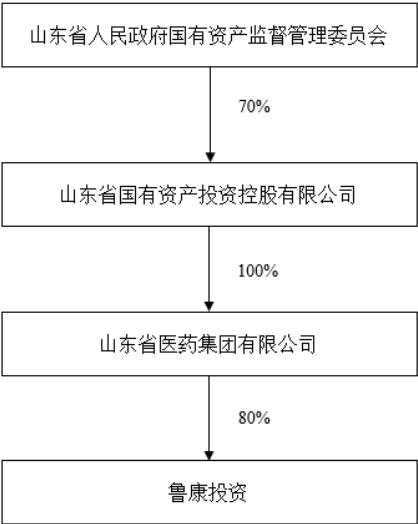 山东省人民政府国有资产监督管理委员会
70%
山东省国有资产投资控股有限公司
100%
山东省医药集团有限公司
80%
鲁康投资